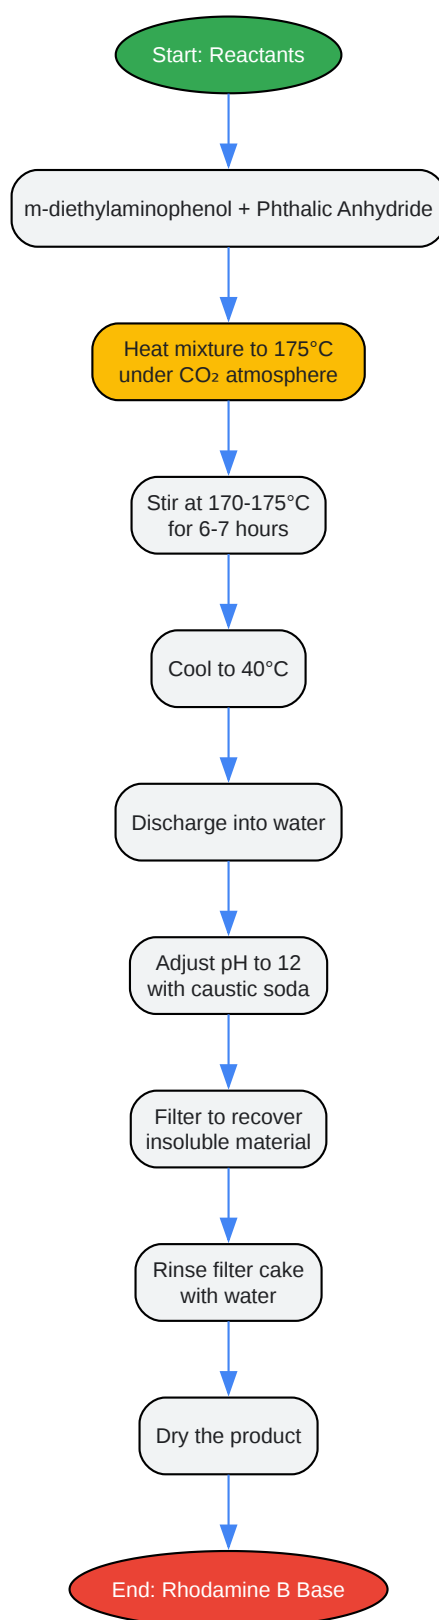 Start: Reactants
m-diethylaminophenol + Phthalic Anhydride
Heat mixture to 175°C
under CO₂ atmosphere
Stir at 170-175°C
for 6-7 hours
Cool to 40°C
Discharge into water
Adjust pH to 12
with caustic soda
Filter to recover
insoluble material
Rinse filter cake
with water
Dry the product
End: Rhodamine B Base